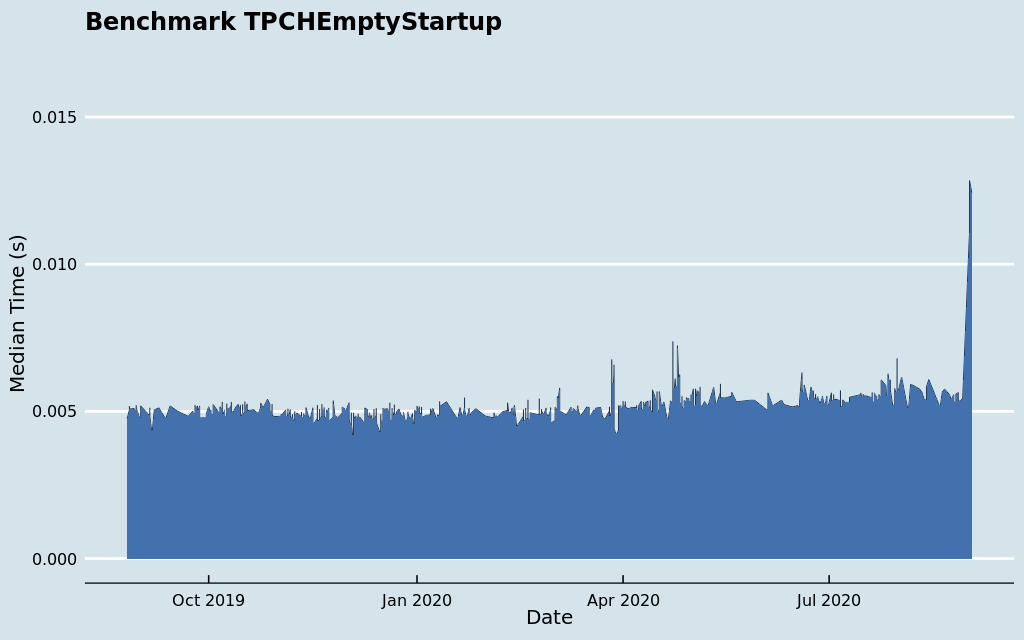 Benchmark TPCHEmptyStartup
Median Time (s)
0.015
0.010
0.005
0.000
Oct 2019
Jan 2020
Apr 2020
Jul 2020
Date